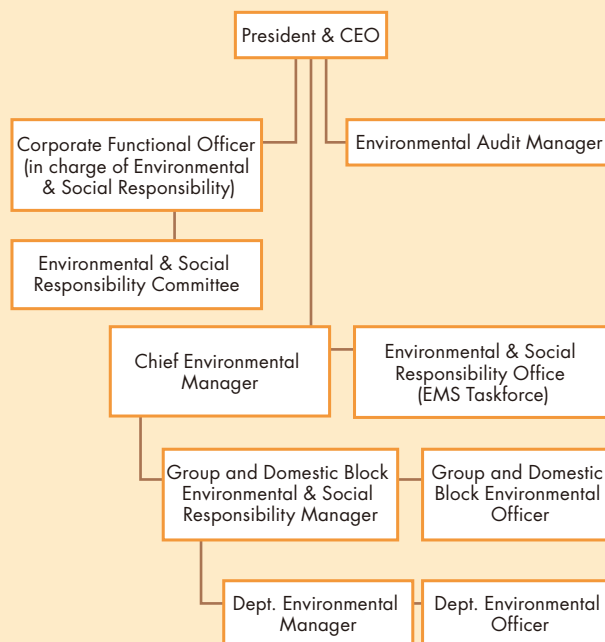 President & CEO
Corporate Functional Officer
(in charge of Environmental
& Social Responsibility)
Environmental Audit Manager
Environmental & Social
Responsibility Committee
Chief Environmental
Manager
Environmental & Social
Responsibility Office
(EMS Taskforce)
Group and Domestic Block
Environmental & Social
Responsibility Manager
Group and Domestic
Block Environmental
Officer
Dept. Environmental
Manager
Dept. Environmental
Officer